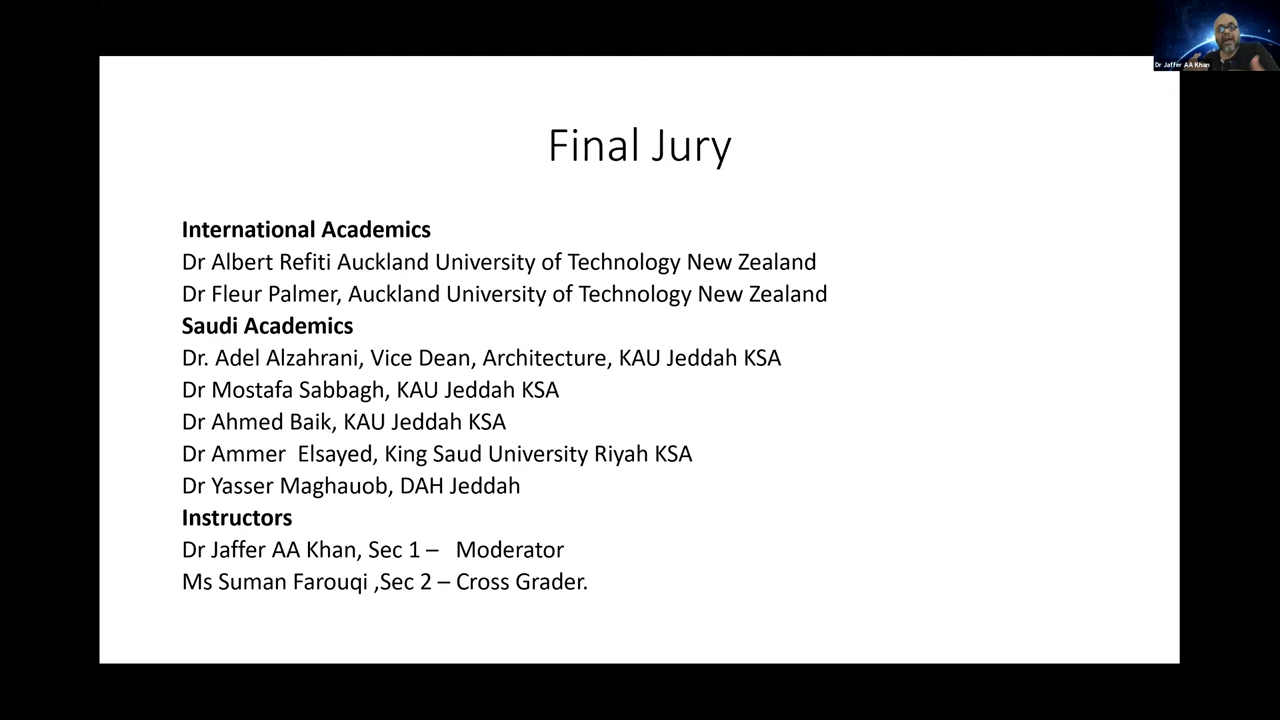 Dr Jaffer AA Khan
Final Jury
International Academics
Dr Albert Refiti Auckland University of Technology New Zealand
Dr Fleur Palmer, Auckland University of Technology New Zealand
Saudi Academics
Dr. Adel Alzahrani, Vice Dean, Architecture, KAU Jeddah KSA
Dr Mostafa Sabbagh, KAU Jeddah KSA
Dr Ahmed Baik, KAU Jeddah KSA
Dr Ammer  Elsayed, King Saud University Riyah KSA
Dr Yasser Maghauob, DAH Jeddah
Instructors
Dr Jaffer AA Khan, Sec 1 –   Moderator
Ms Suman Farouqi ,Sec 2 – Cross Grader.